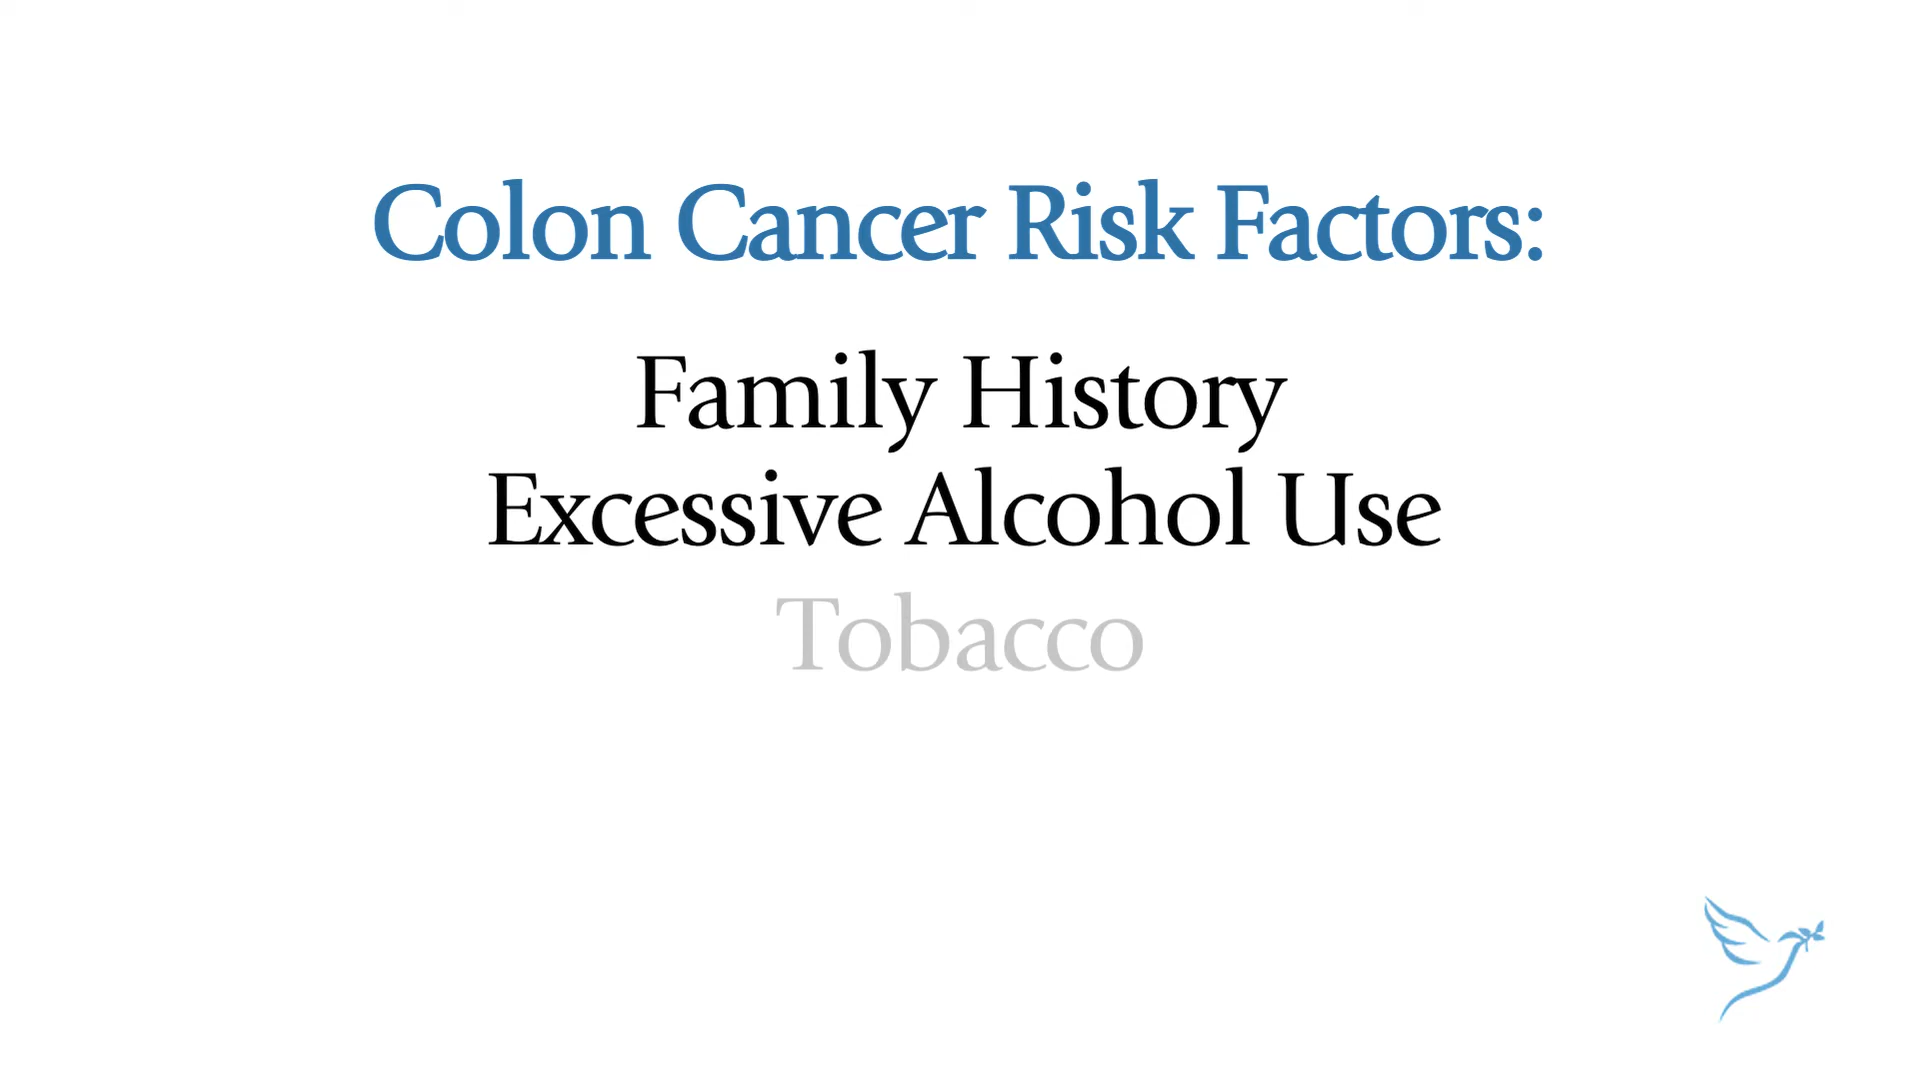 Colon Cancer Risk Factors:
Family History
Excessive Alcohol Use
Tobacco